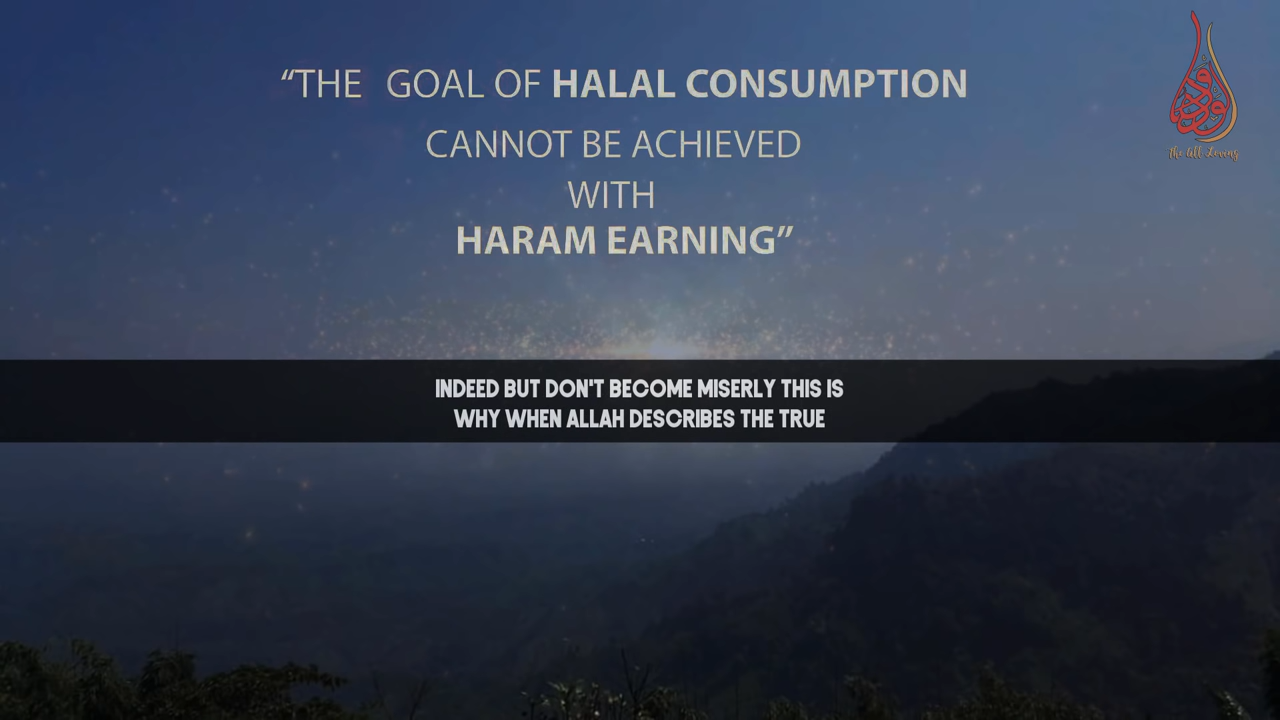 “THE GOAL OF HALAL CONSUMPTION
CANNOT BE ACHIEVED
WITH
HARAM EARNING”
The All Loving
INDEED BUT DON'T BECOME MISERLY THIS IS
WHY WHEN ALLAH DESCRIBES THE TRUE